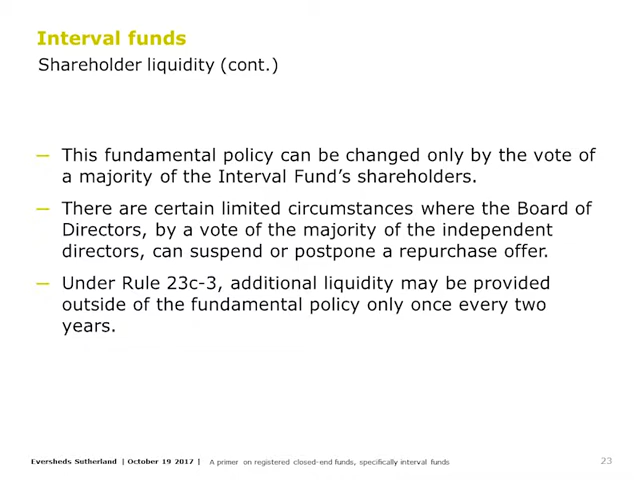 Interval funds
Shareholder liquidity (cont.)
— This fundamental policy can be changed only by the vote of
a majority of the Interval Fund's shareholders.
— There are certain limited circumstances where the Board of
Directors, by a vote of the majority of the independent
directors, can suspend or postpone a repurchase offer.
— Under Rule 23c-3, additional liquidity may be provided
outside of the fundamental policy only once every two
years.
Eversheds Sutherland | October 19 2017 | A primer on registered closed-end funds, specifically interval funds 23